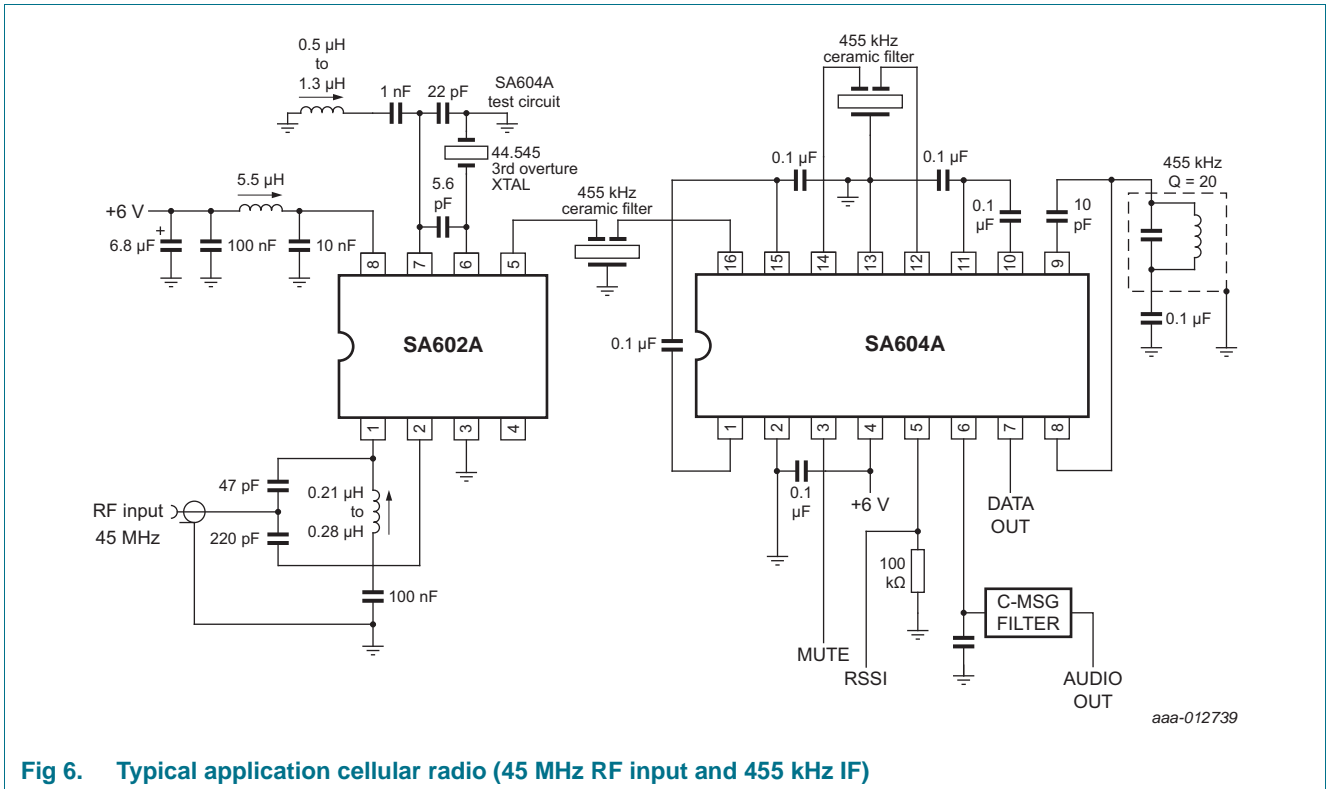 0.5 µH
to
1.3 µH
1 nF
22 pF
SA604A
test circuit
44.545
3rd overture
XTAL
5.6
pF
5.5 µH
+6 V
+
6.8 µF
100 nF
10 nF
8
7
6
5
SA602A
1
2
3
4
455 kHz
ceramic filter
47 pF
220 pF
0.21 µH
to
0.28 µH
RF input
45 MHz
100 nF
455 kHz
ceramic filter
0.1 µF
0.1 µF
0.1
µF
10
pF
455 kHz
Q = 20
0.1 µF
0.1 µF
16
15
14
13
12
11
10
9
SA604A
1
2
3
4
5
6
7
8
0.1
µF
+6 V
DATA
OUT
100
kΩ
C-MSG
FILTER
MUTE
RSSI
AUDIO
OUT
aaa-012739
Fig 6. Typical application cellular radio (45 MHz RF input and 455 kHz IF)